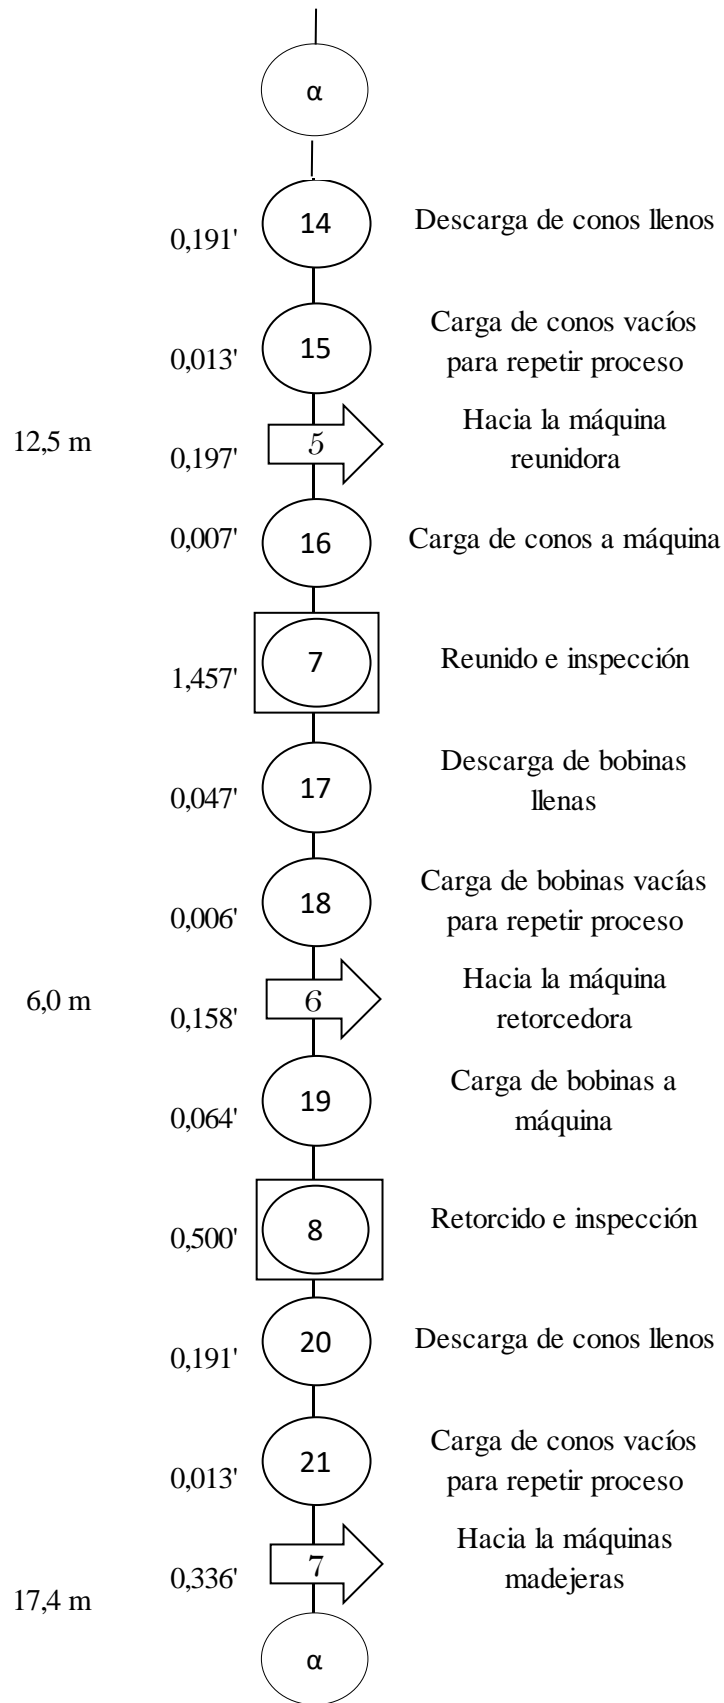 α
0,191' 14 Descarga de conos llenos
0,013' 15 Carga de conos vacíos
para repetir proceso
12,5 m 0,197' 5 Hacia la máquina
reunidora
0,007' 16 Carga de conos a máquina
1,457' 7 Reunido e inspección
0,047' 17 Descarga de bobinas
llenas
0,006' 18 Carga de bobinas vacías
para repetir proceso
6,0 m 0,158' 6 Hacia la máquina
retorcedora
0,064' 19 Carga de bobinas a
máquina
0,500' 8 Retorcido e inspección
0,191' 20 Descarga de conos llenos
0,013' 21 Carga de conos vacíos
para repetir proceso
17,4 m 0,336' 7 Hacia la máquinas
madejeras
α